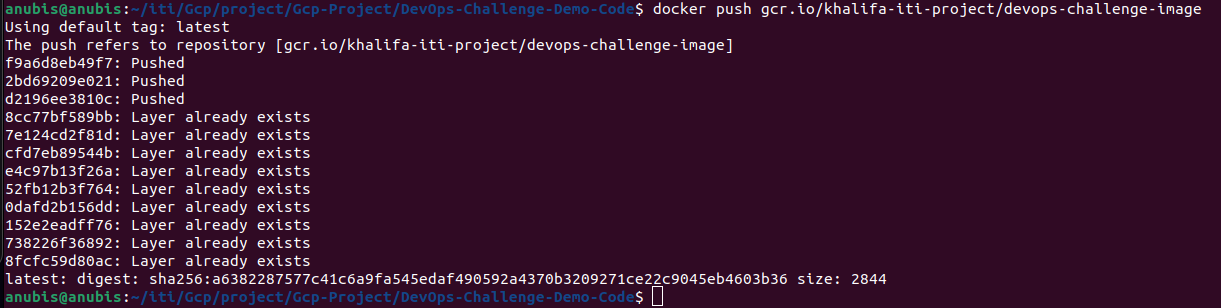 anubis@anubis:~/iti/Gcp/project/Gcp-Project/DevOps-Challenge-Demo-Code$ docker push gcr.io/khalifa-iti-project/devops-challenge-image
Using default tag: latest
The push refers to repository [gcr.io/khalifa-iti-project/devops-challenge-image]
f9a6d8eb49f7: Pushed
2bd69209e021: Pushed
d2196ee3810c: Pushed
8cc77bf589bb: Layer already exists
7e124cd2f81d: Layer already exists
cfd7eb89544b: Layer already exists
e4c97b13f26a: Layer already exists
52fb12b3f764: Layer already exists
0dafd2b156dd: Layer already exists
152e2eadff76: Layer already exists
738226f36892: Layer already exists
8fcfc59d80ac: Layer already exists
latest: digest: sha256:a6382287577c41c6a9fa545edaf490592a4370b3209271ce22c9045eb4603b36 size: 2844
anubis@anubis:~/iti/Gcp/project/Gcp-Project/DevOps-Challenge-Demo-Code$